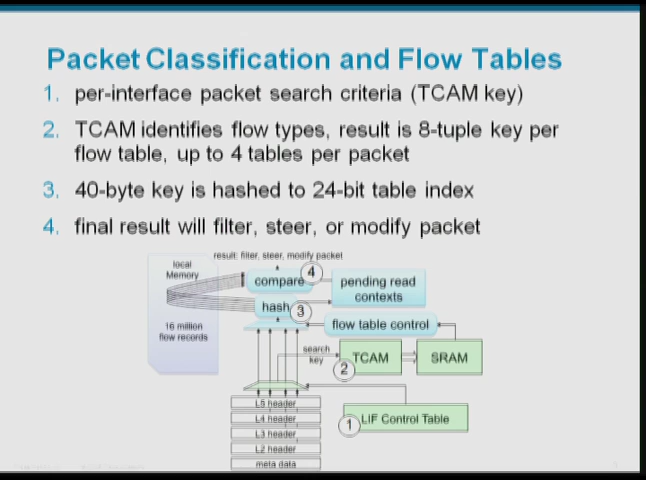 Packet Classification and Flow Tables
1. per-interface packet search criteria (TCAM key)
2. TCAM identifies flow types, result is 8-tuple key per
flow table, up to 4 tables per packet
3. 40-byte key is hashed to 24-bit table index
4. final result will filter, steer, or modify packet
result: filter, steer, modify packet
local
Memory
4
compare
pending read
contexts
hash
3
16 million
flow records
flow table control
search
key
2
TCAM
SRAM
L5 header
L4 header
1
LIF Control Table
L3 header
L2 header
meta data